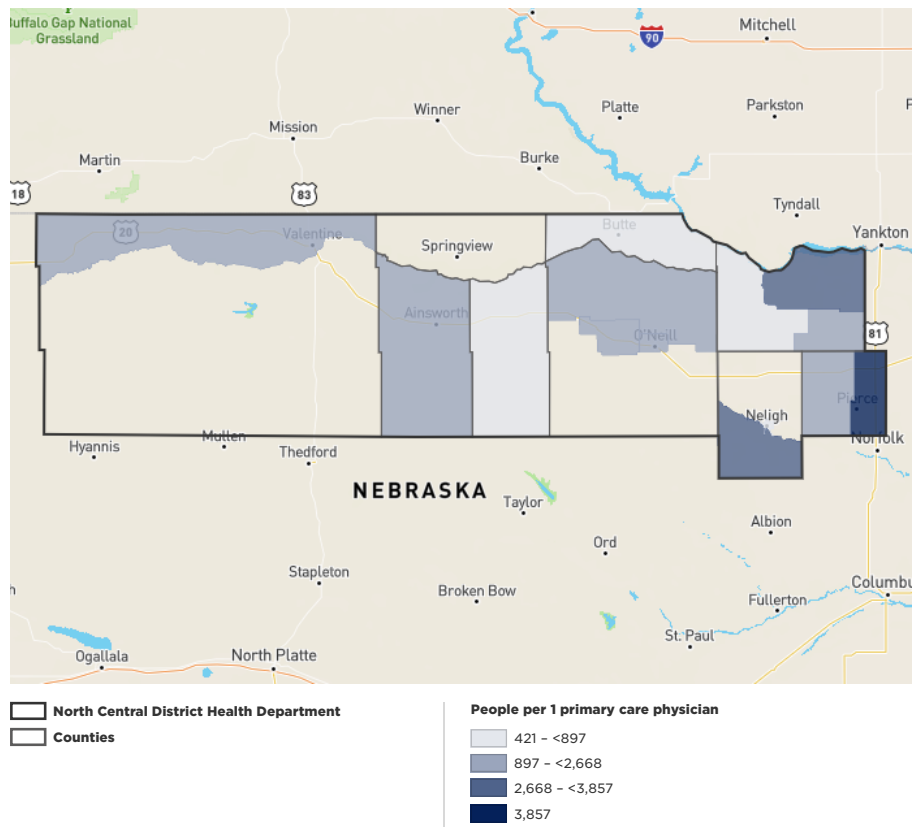 Buffalo Gap National
Grassland
90
Mitchell
Winner
Platte
Parkston
Mission
Martin
Burke
18
83
Tyndall
Butte
20
Valentine
Springview
Yankton
Ainsworth
O'Neill
81
Neligh
Pierce
Norfolk
Hyannis
Mullen
Thedford
NEBRASKA
Taylor
Albion
Ord
Stapleton
Broken Bow
Fullerton
Columbu
St. Paul
Ogallala
North Platte
North Central District Health Department
Counties
People per 1 primary care physician
421 – <897
897 – <2,668
2,668 – <3,857
3,857